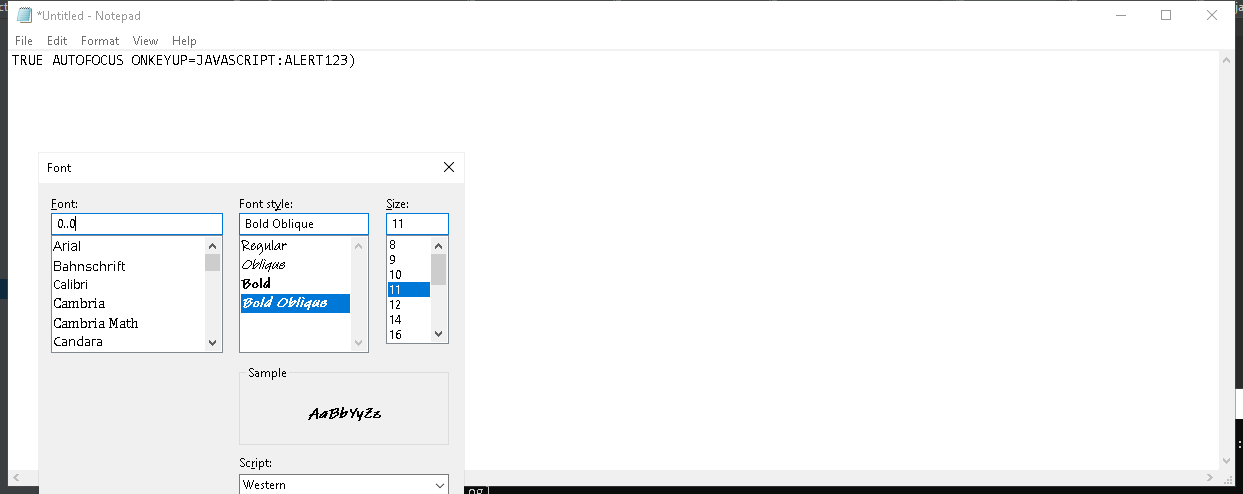 *Untitled - Notepad
File Edit Format View Help
TRUE AUTOFOCUS ONKEYUP=JAVASCRIPT:ALERT123)
Font
Font: Font style: Size:
0..0 Bold Oblique 11
Arial Regular 8
Bahnschrift Oblique 9
Calibri Bold 10
Cambria Bold Oblique 11
Cambria Math 12
Candara 14
16
Sample
AaBbYyZz
Script:
Western